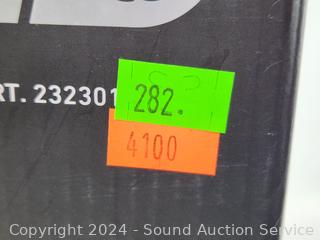 RT. 232301
282.
4100
Copyright 2024 - Sound Auction Service